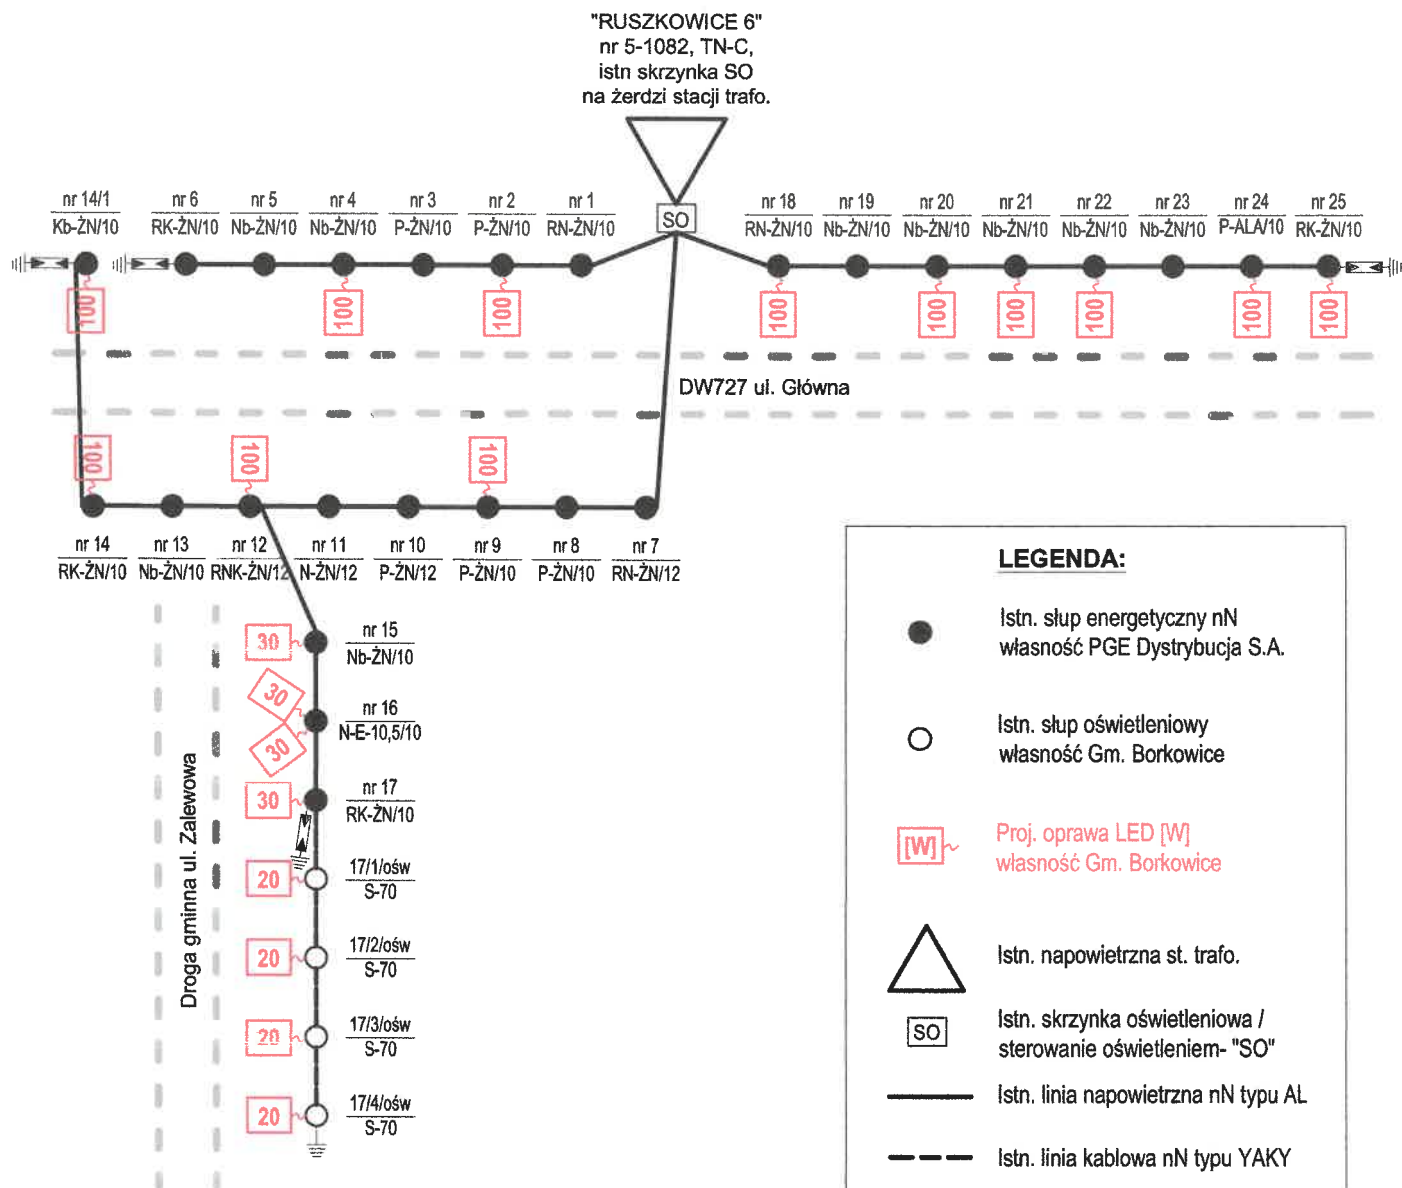 "RUSZKOWICE 6"
nr 5-1082, TN-C,
istn skrzynka SO
na żerdzi stacji trafo.
SO
nr 14/1
Kb-ŻN/10
nr 6
RK-ŻN/10
nr 5
Nb-ŻN/10
nr 4
Nb-ŻN/10
nr 3
P-ŻN/10
nr 2
P-ŻN/10
nr 1
RN-ŻN/10
nr 18
RN-ŻN/10
nr 19
Nb-ŻN/10
nr 20
Nb-ŻN/10
nr 21
Nb-ŻN/10
nr 22
Nb-ŻN/10
nr 23
Nb-ŻN/10
nr 24
P-ALA/10
nr 25
RK-ŻN/10
100
100
100
100
100
100
100
100
100
DW727 ul. Główna
100
100
100
nr 14
RK-ŻN/10
nr 13
Nb-ŻN/10
nr 12
RNK-ŻN/12
nr 11
N-ŻN/12
nr 10
P-ŻN/12
nr 9
P-ŻN/10
nr 8
P-ŻN/10
nr 7
RN-ŻN/12
Droga gminna ul. Zalewowa
30
nr 15
Nb-ŻN/10
30
30
nr 16
N-E-10,5/10
30
nr 17
RK-ŻN/10
20
17/1/ośw
S-70
20
17/2/ośw
S-70
20
17/3/ośw
S-70
20
17/4/ośw
S-70
LEGENDA:
Istn. słup energetyczny nN
własność PGE Dystrybucja S.A.
Istn. słup oświetleniowy
własność Gm. Borkowice
[W]
Proj. oprawa LED [W]
własność Gm. Borkowice
Istn. napowietrzna st. trafo.
SO
Istn. skrzynka oświetleniowa /
sterowanie oświetleniem- "SO"
Istn. linia napowietrzna nN typu AL
Istn. linia kablowa nN typu YAKY